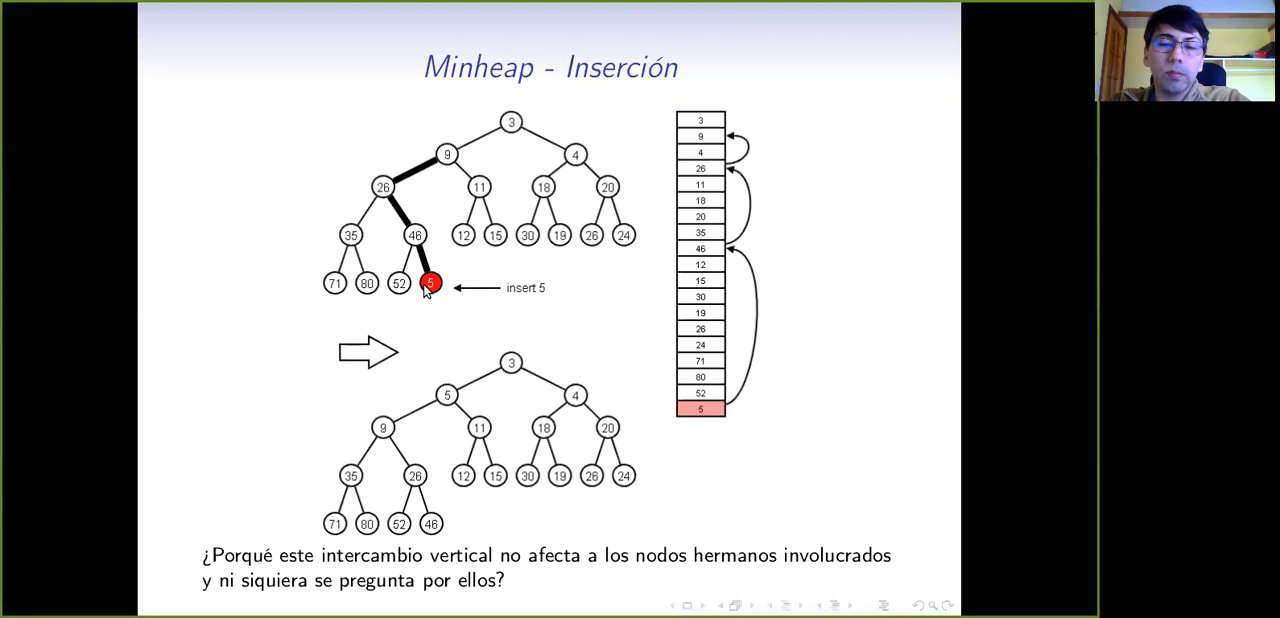 Minheap - Inserción
3
9 4
26 11 18 20
35 46 12 15 30 19 26 24
71 80 52 5
insert 5
3
9
4
26
11
18
20
35
46
12
15
30
19
26
24
71
80
52
5
3
5 4
9 11 18 20
35 26 12 15 30 19 26 24
71 80 52 46
¿Porqué este intercambio vertical no afecta a los nodos hermanos involucrados
y ni siquiera se pregunta por ellos?